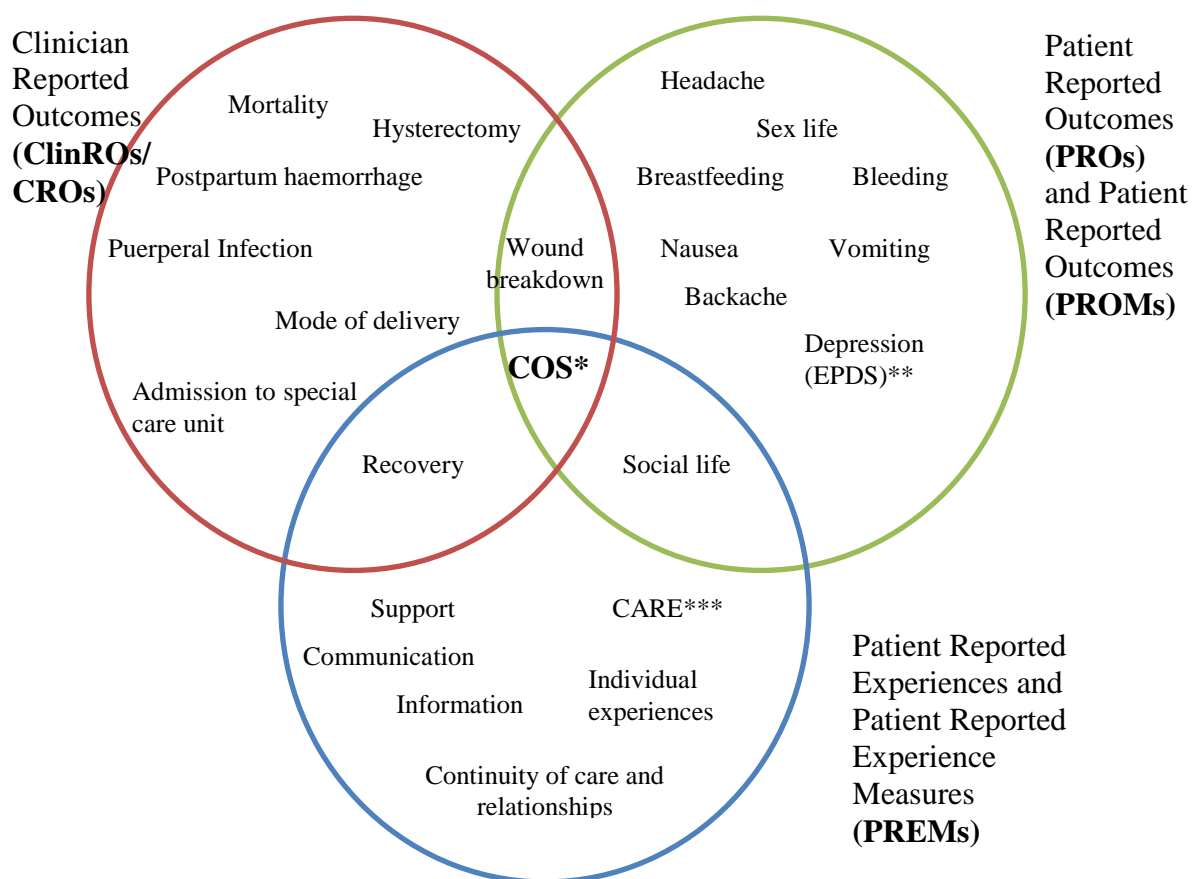 Clinician
Reported
Outcomes
(ClinROs/
CROs)
Mortality
Hysterectomy
Postpartum haemorrhage
Puerperal Infection
Mode of delivery
Admission to special
care unit
Wound
breakdown
COS*
Recovery
Social life
Headache
Sex life
Breastfeeding
Bleeding
Nausea
Vomiting
Backache
Depression
(EPDS)**
Patient
Reported
Outcomes
(PROs)
and Patient
Reported
Outcomes
(PROMs)
Support
CARE***
Communication
Information
Individual
experiences
Continuity of care and
relationships
Patient Reported
Experiences and
Patient Reported
Experience
Measures
(PREMs)